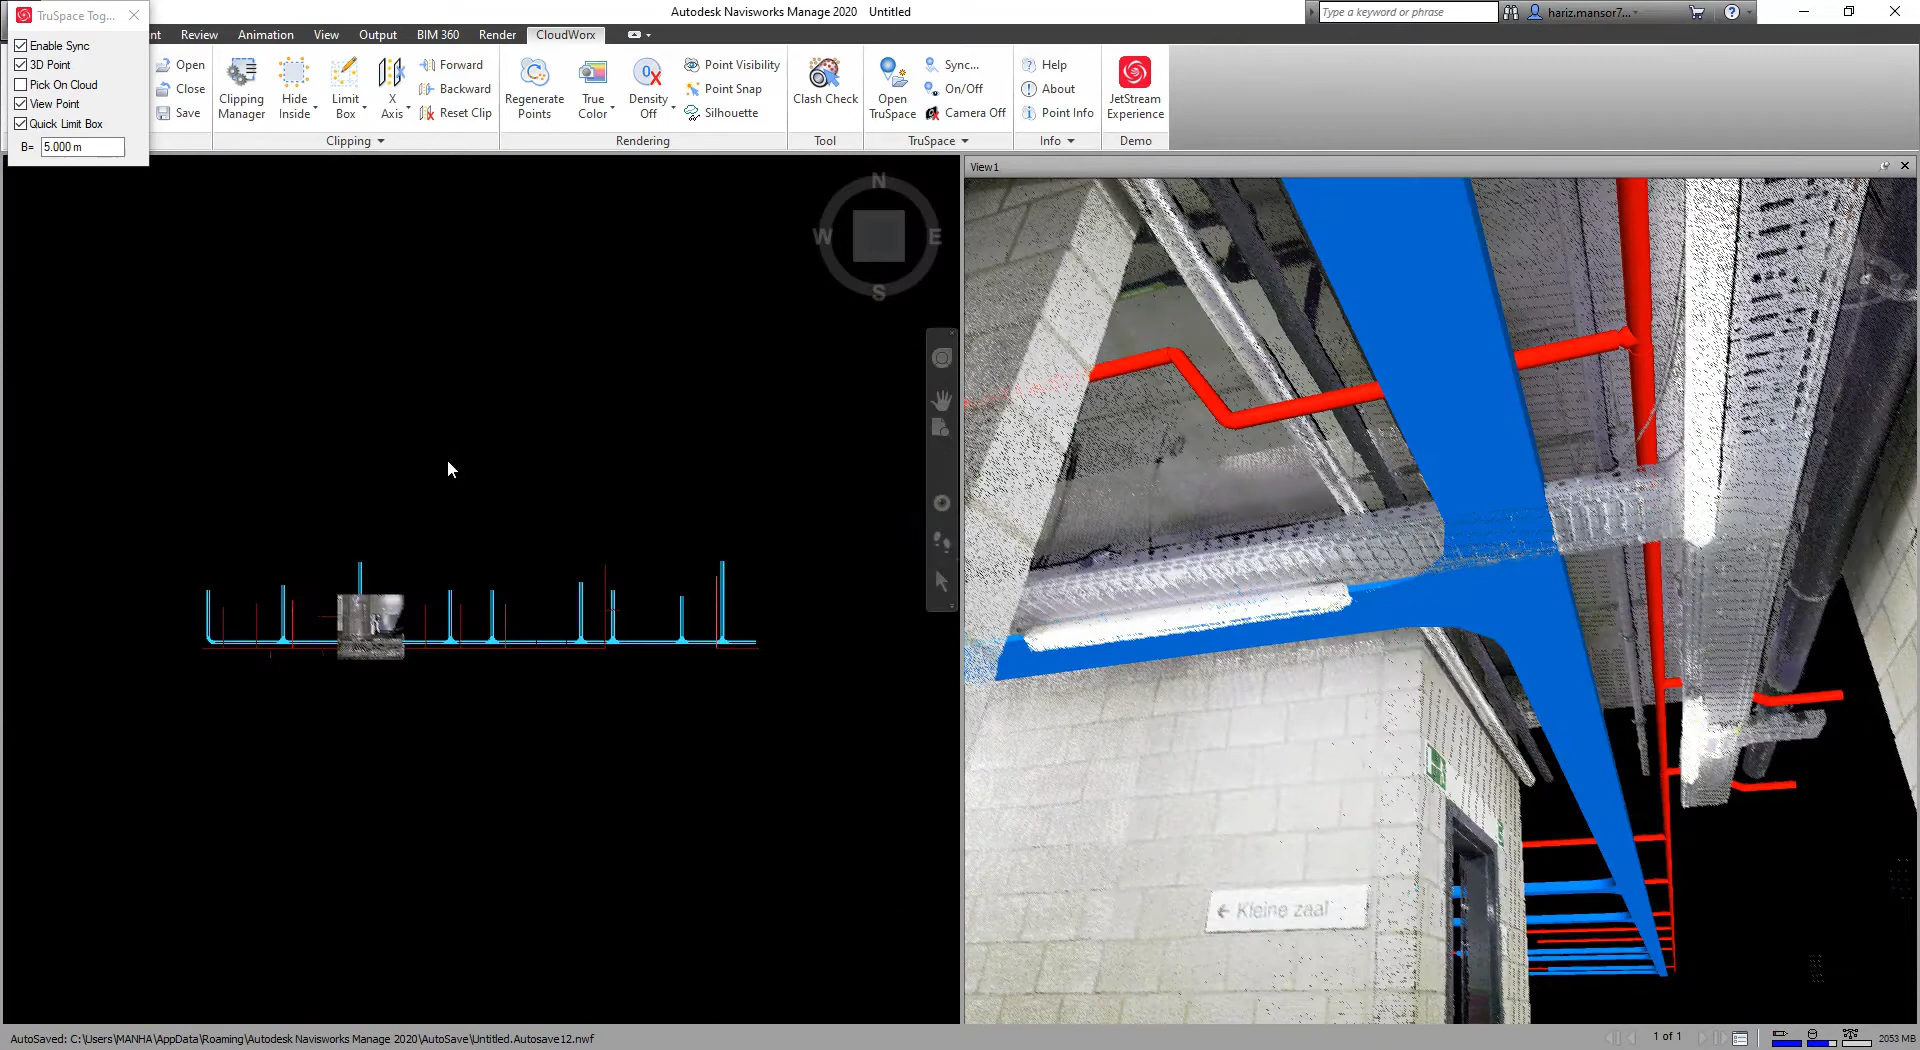 TruSpace Tog...
Autodesk Navisworks Manage 2020 Untitled
Type a keyword or phrase
hariz.mansor7...
Enable Sync
3D Point
Pick On Cloud
View Point
Quick Limit Box
B= 5.000 m
nt Review Animation View Output BIM 360 Render CloudWorx
Open
Close
Save
Clipping Manager
Hide Inside
Limit Box
X Axis
Forward
Backward
Reset Clip
Clipping
Regenerate Points
True Color
0x
Density Off
Point Visibility
Point Snap
Silhouette
Rendering
Clash Check
Tool
Open TruSpace
Sync...
On/Off
Camera Off
TruSpace
Help
About
Point Info
Info
JetStream Experience
Demo
View1
N
W E
S
← Kleine zaal
AutoSaved: C:\Users\MANHA\AppData\Roaming\Autodesk Navisworks Manage 2020\AutoSave\Untitled.Autosave12.nwf
1 of 1
2053 MB